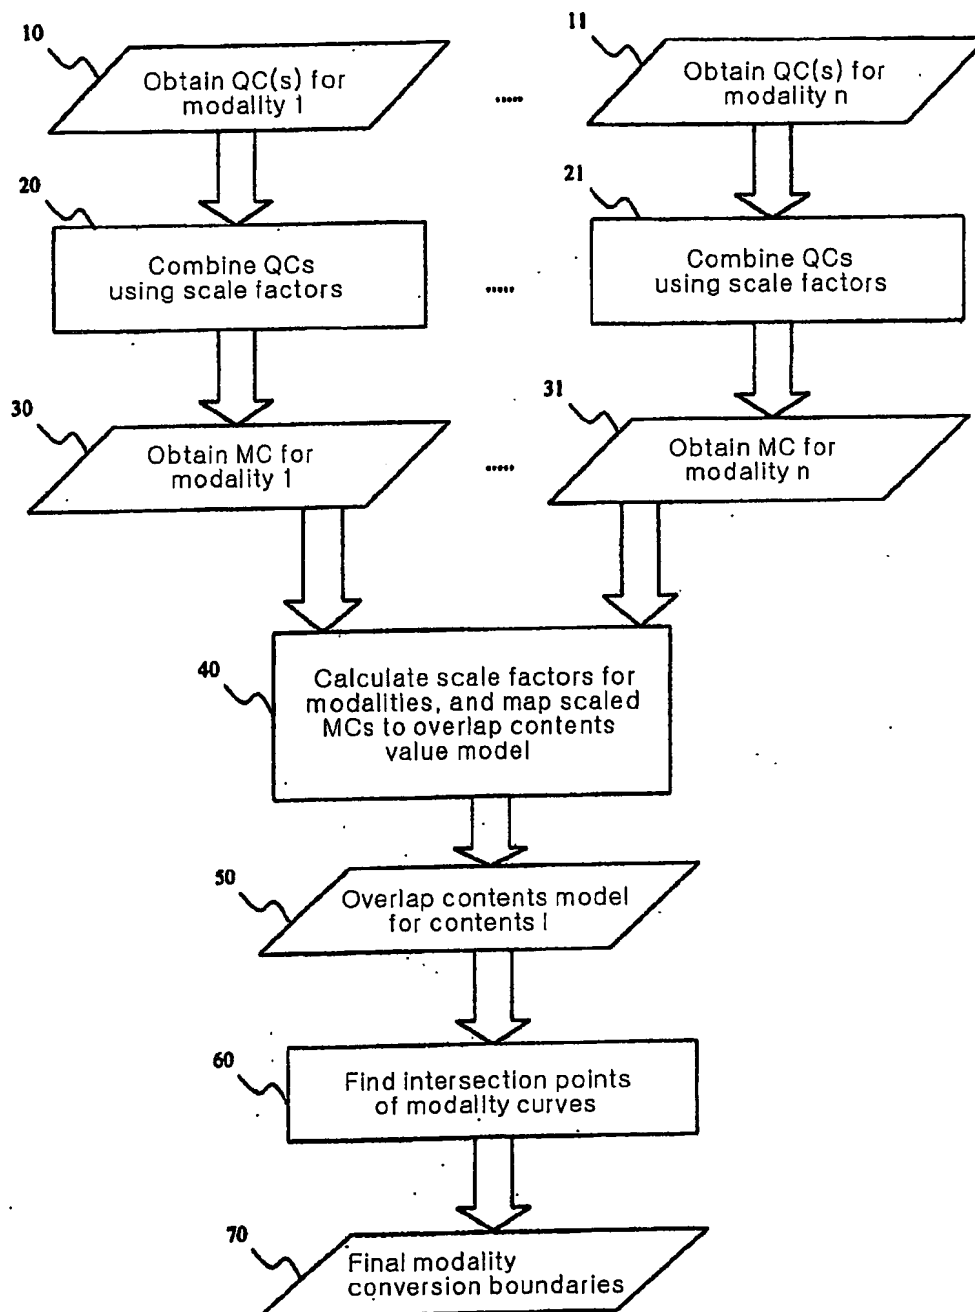 10
Obtain QC(s) for
modality 1
.....
11
Obtain QC(s) for
modality n
20
Combine QCs
using scale factors
.....
21
Combine QCs
using scale factors
30
Obtain MC for
modality 1
.....
31
Obtain MC for
modality n
40
Calculate scale factors for
modalities, and map scaled
MCs to overlap contents
value model
50
Overlap contents model
for contents I
60
Find intersection points
of modality curves
70
Final modality
conversion boundaries